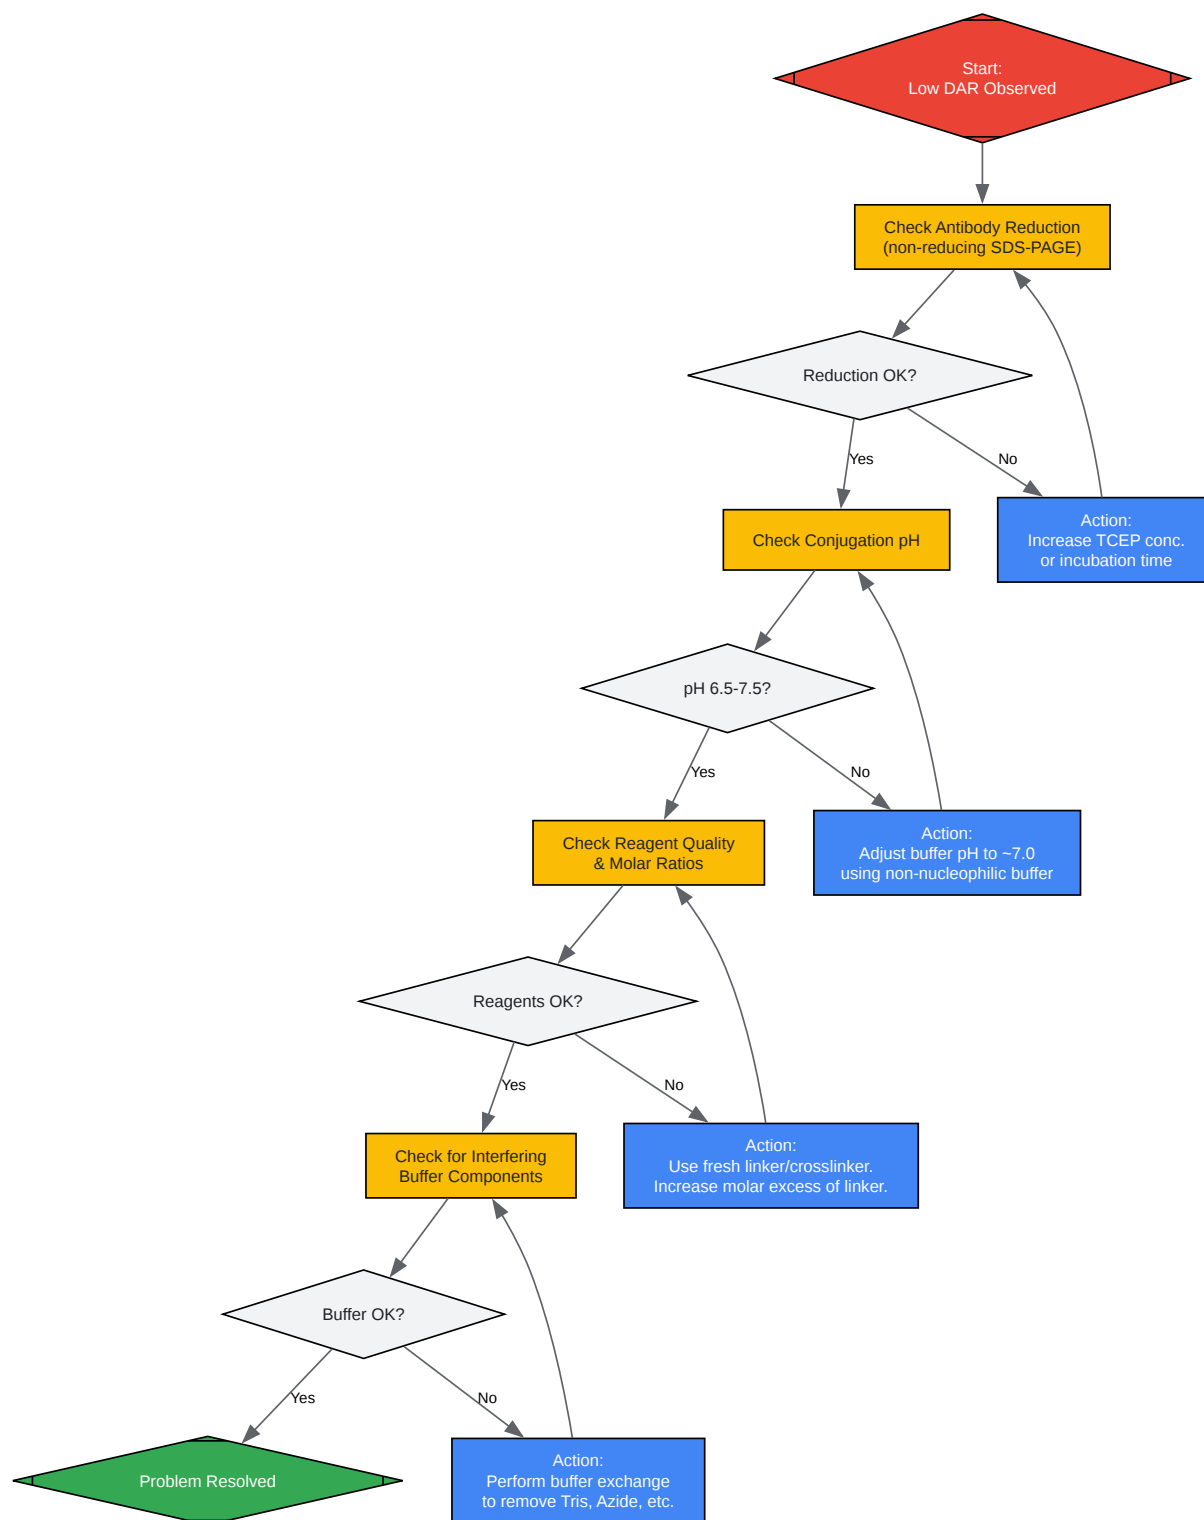 Start:
Low DAR Observed
Check Antibody Reduction
(non-reducing SDS-PAGE)
Reduction OK?
Yes
No
Check Conjugation pH
Action:
Increase TCEP conc.
or incubation time
pH 6.5-7.5?
Yes
No
Check Reagent Quality
& Molar Ratios
Action:
Adjust buffer pH to ~7.0
using non-nucleophilic buffer
Reagents OK?
Yes
No
Check for Interfering
Buffer Components
Action:
Use fresh linker/crosslinker.
Increase molar excess of linker.
Buffer OK?
Yes
No
Problem Resolved
Action:
Perform buffer exchange
to remove Tris, Azide, etc.